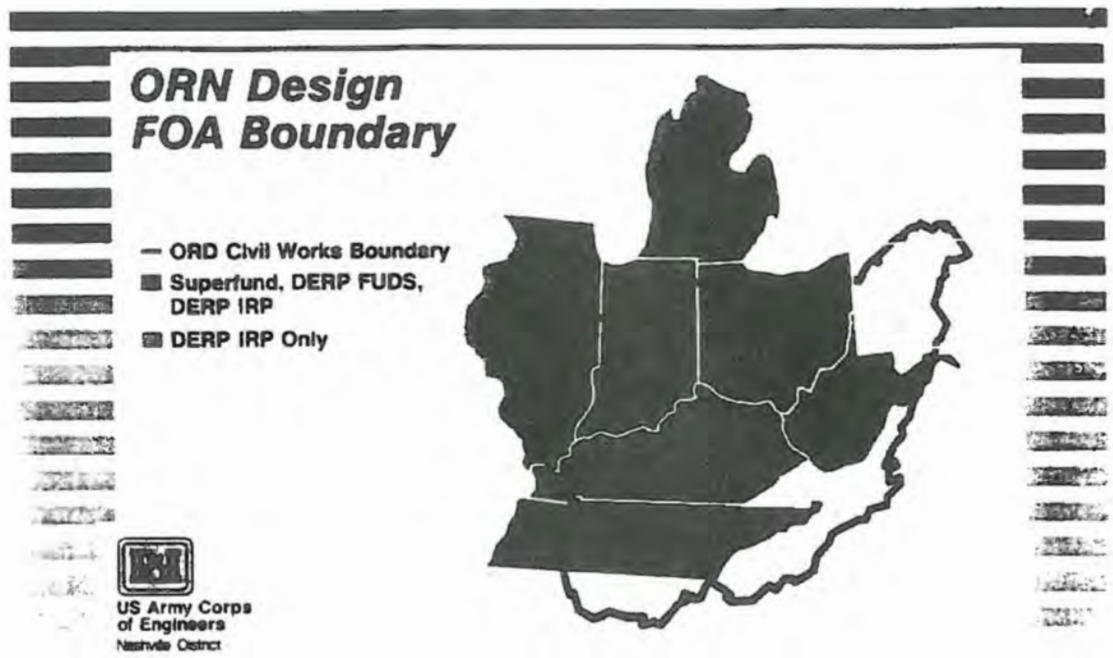 ORN Design
FOA Boundary
— ORD Civil Works Boundary
Superfund, DERP FUDS,
DERP IRP
DERP IRP Only
US Army Corps
of Engineers
Nashville District